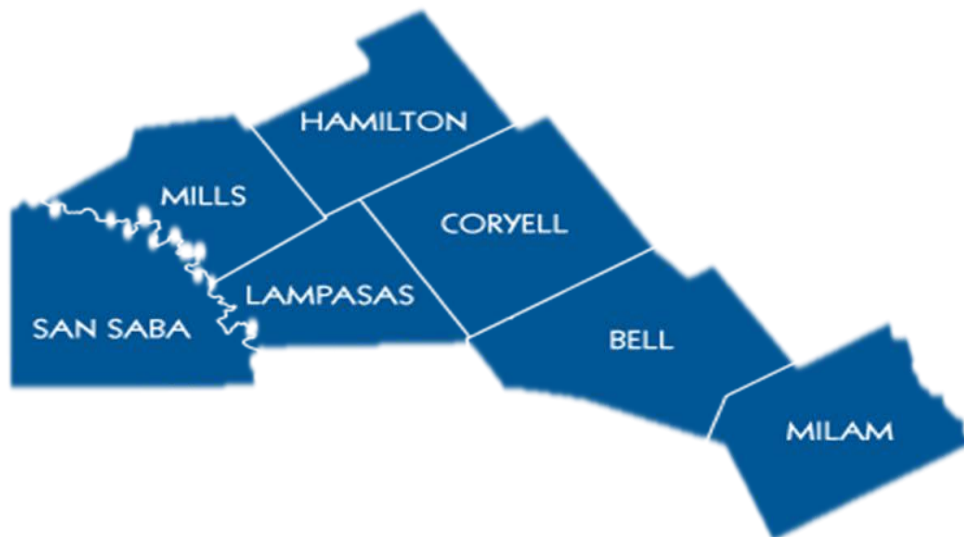 HAMILTON
MILLS
CORYELL
LAMPASAS
SAN SABA
BELL
MILAM